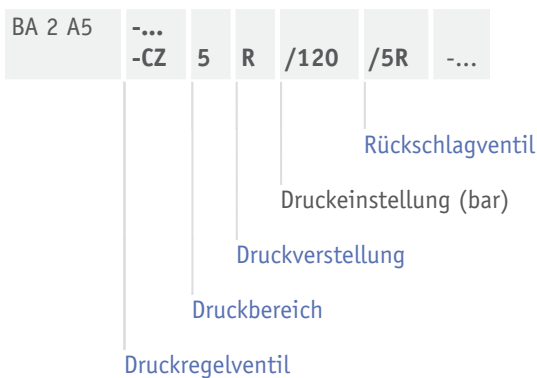 BA 2 A5 -...
-CZ 5 R /120 /5R -...
Rückschlagventil
Druckeinstellung (bar)
Druckverstellung
Druckbereich
Druckregelventil